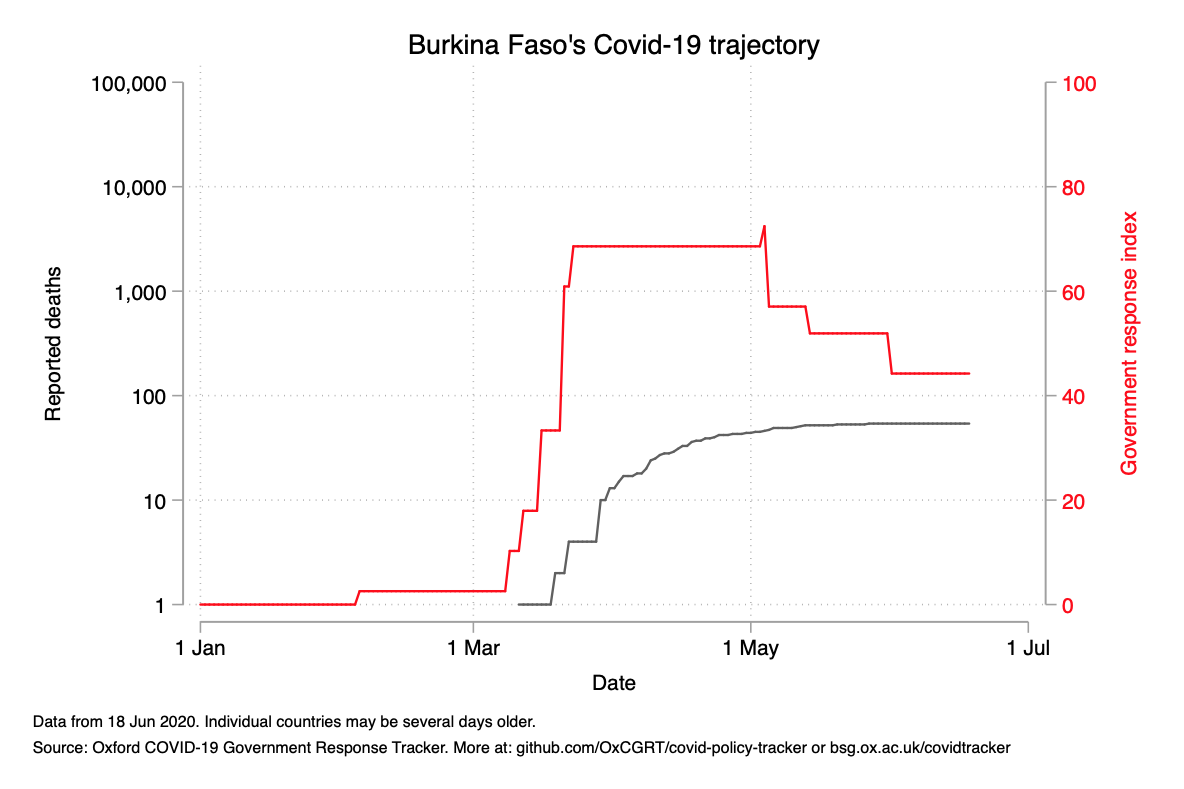 Burkina Faso's Covid-19 trajectory
100,000
10,000
1,000
100
10
1
Reported deaths
100
80
60
40
20
0
Government response index
1 Jan
1 Mar
1 May
1 Jul
Date
Data from 18 Jun 2020. Individual countries may be several days older.
Source: Oxford COVID-19 Government Response Tracker. More at: github.com/OxCGRT/covid-policy-tracker or bsg.ox.ac.uk/covidtracker